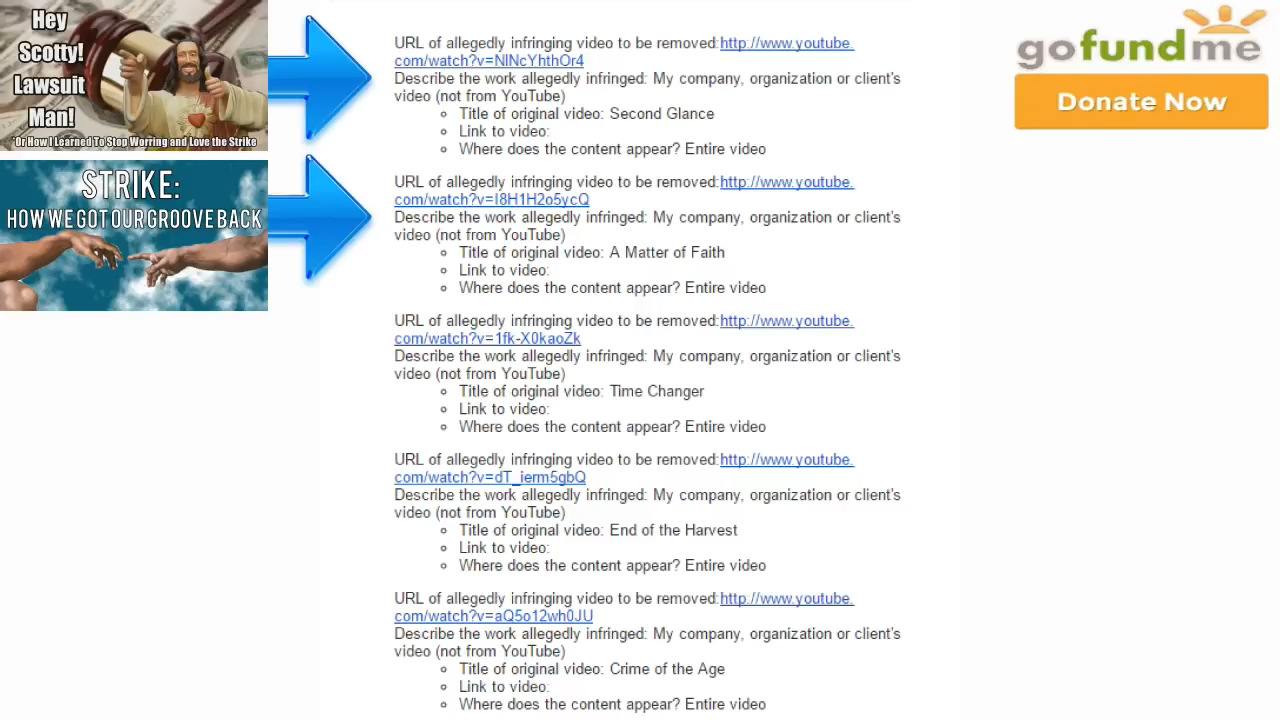 Hey
Scotty!
Lawsuit
Man!
*Or How I Learned To Stop Worring and Love the Strike
STRIKE:
HOW WE GOT OUR GROOVE BACK
URL of allegedly infringing video to be removed:http://www.youtube.
com/watch?v=NlNcYhthOr4
Describe the work allegedly infringed: My company, organization or client's
video (not from YouTube)
Title of original video: Second Glance
Link to video:
Where does the content appear? Entire video
URL of allegedly infringing video to be removed:http://www.youtube.
com/watch?v=I8H1H2o5ycQ
Describe the work allegedly infringed: My company, organization or client's
video (not from YouTube)
Title of original video: A Matter of Faith
Link to video:
Where does the content appear? Entire video
URL of allegedly infringing video to be removed:http://www.youtube.
com/watch?v=1fk-X0kaoZk
Describe the work allegedly infringed: My company, organization or client's
video (not from YouTube)
Title of original video: Time Changer
Link to video:
Where does the content appear? Entire video
URL of allegedly infringing video to be removed:http://www.youtube.
com/watch?v=dT_ierm5gbQ
Describe the work allegedly infringed: My company, organization or client's
video (not from YouTube)
Title of original video: End of the Harvest
Link to video:
Where does the content appear? Entire video
URL of allegedly infringing video to be removed:http://www.youtube.
com/watch?v=aQ5o12wh0JU
Describe the work allegedly infringed: My company, organization or client's
video (not from YouTube)
Title of original video: Crime of the Age
Link to video:
Where does the content appear? Entire video
gofundme
Donate Now